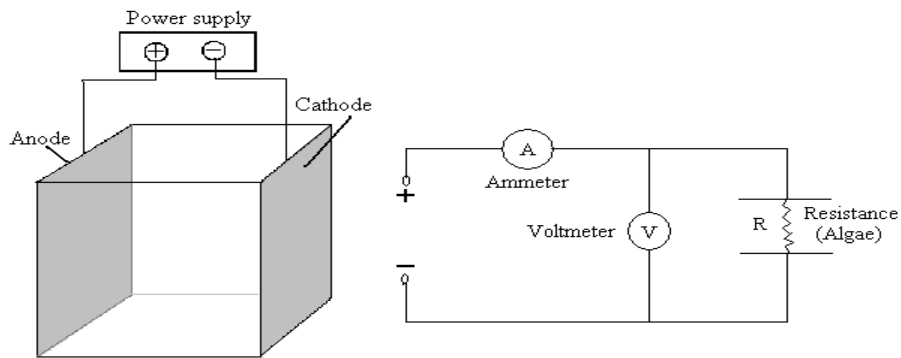 Power supply
+ −
Cathode
Anode
A
Ammeter
+
Voltmeter
V
R
Resistance
(Algae)
−